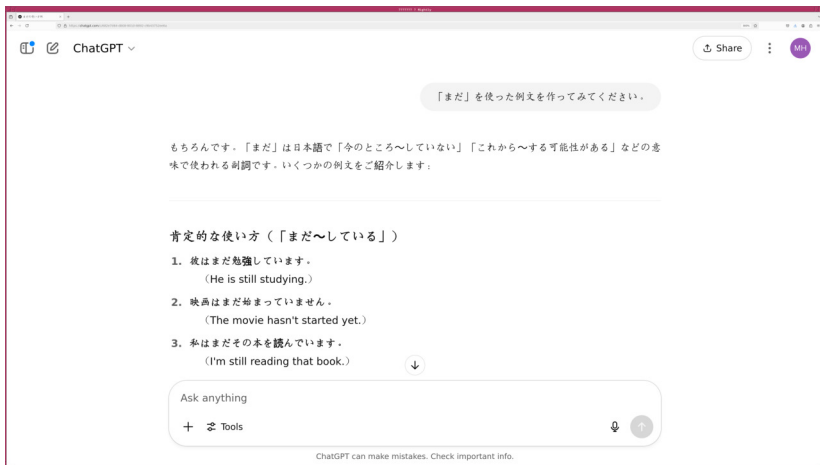 ChatGPT
Share
MH
「まだ」を使った例文を作ってみてください。
もちろんです。「まだ」は日本語で「今のところ〜していない」「これから〜する可能性がある」などの意
味で使われる副詞です。いくつかの例文をご紹介します:
肯定的な使い方（「まだ〜している」）
1. 彼はまだ勉強しています。
（He is still studying.）
2. 映画はまだ始まっていません。
（The movie hasn't started yet.）
3. 私はまだその本を読んでいます。
（I'm still reading that book.）
Ask anything
Tools
ChatGPT can make mistakes. Check important info.